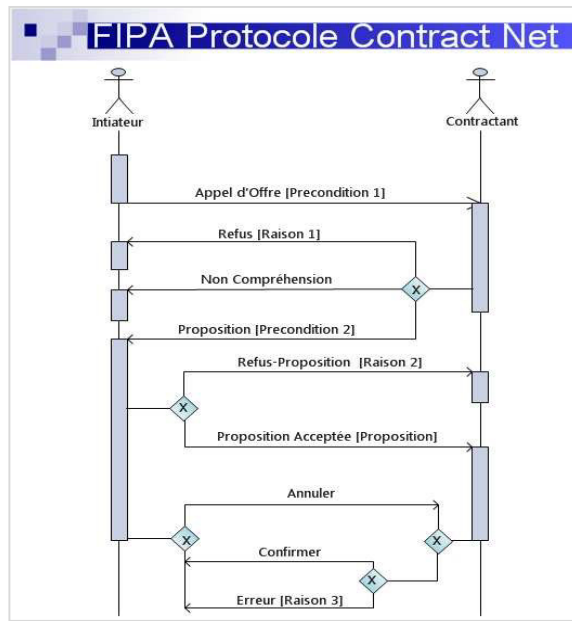 FIPA Protocole Contract Net
Intiateur
Contractant
Appel d'Offre [Precondition 1]
Refus [Raison 1]
Non Compréhension
X
Proposition [Precondition 2]
Refus-Proposition [Raison 2]
X
Proposition Acceptée [Proposition]
Annuler
X
X
Confirmer
X
Erreur [Raison 3]